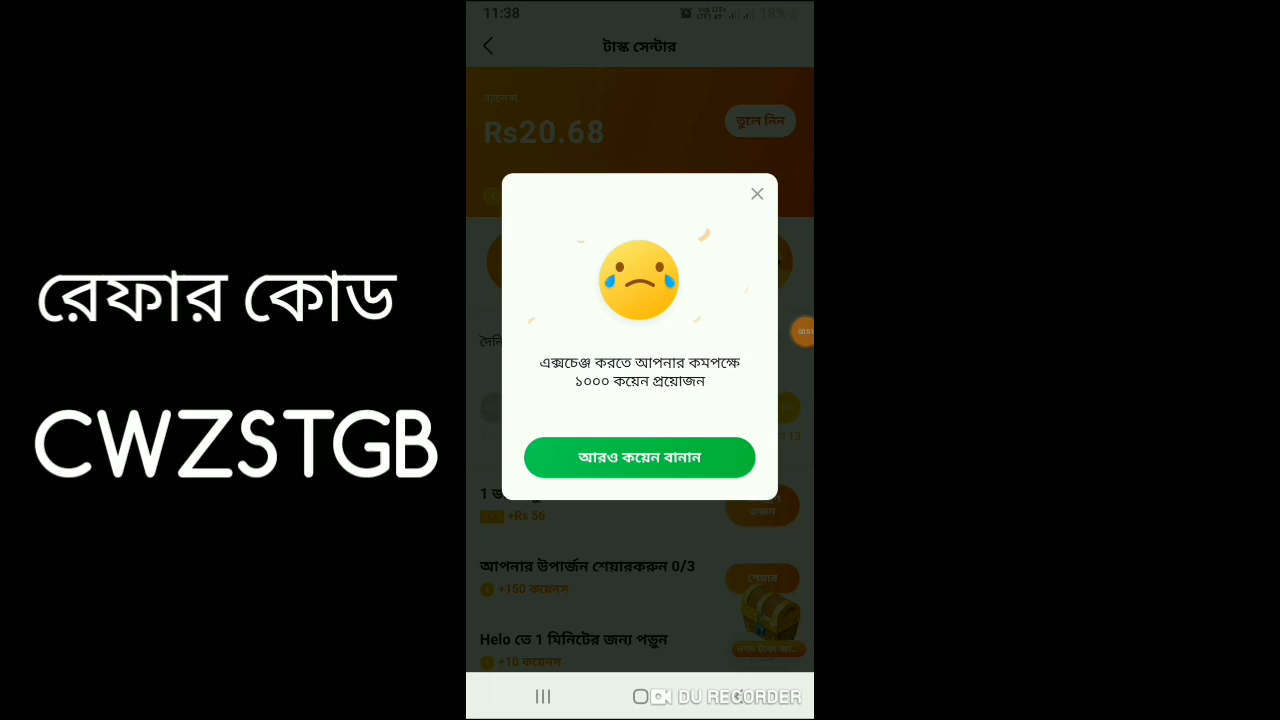 11:38
18%
টাস্ক সেন্টার
ব্যালেন্স
Rs20.68
তুলে নিন
রেফার কোড
CWZSTGB
এক্সচেঞ্জ করতে আপনার কমপক্ষে
১০০০ কয়েন প্রয়োজন
আরও কয়েন বানান
+Rs 56
আপনার উপার্জন শেয়ারকরুন 0/3
+150 কয়েনস
শেয়ার
Helo তে 1 মিনিটের জন্য পড়ুন
+10 কয়েনস
DU RECORDER